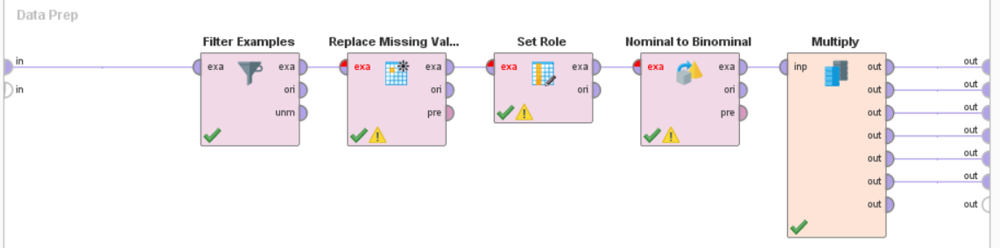 Data Prep
Filter Examples
Replace Missing Val...
Set Role
Nominal to Binominal
Multiply
in
in
exa
exa
ori
unm
exa
exa
ori
pre
exa
exa
ori
exa
exa
ori
pre
inp
out
out
out
out
out
out
out
out
out
out
out
out
out
out